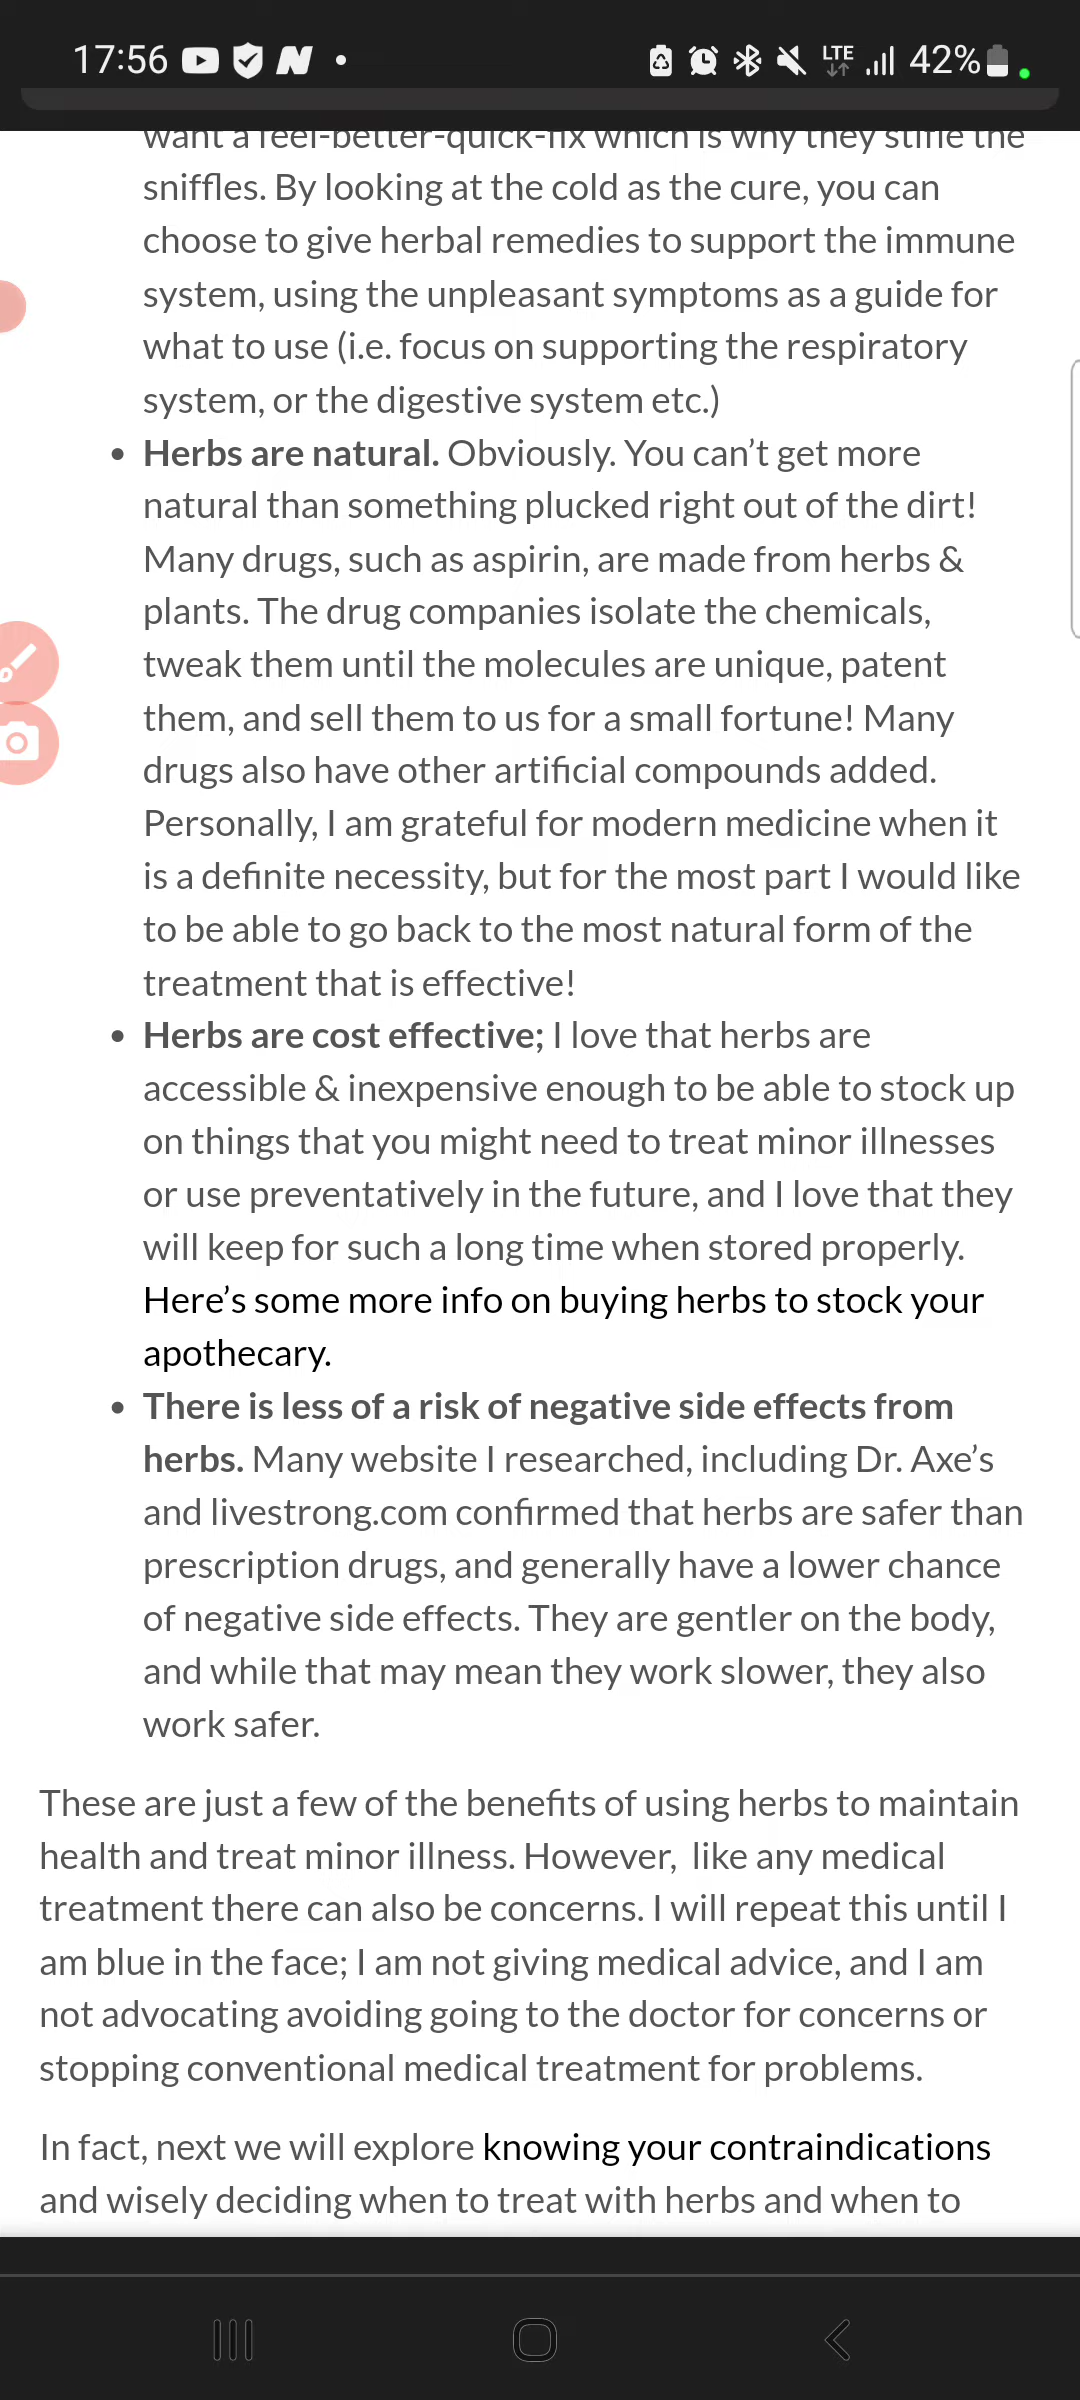 17:56
LTE
42%
want a feel-better-quick-fix which is why they stifle the
sniffles. By looking at the cold as the cure, you can
choose to give herbal remedies to support the immune
system, using the unpleasant symptoms as a guide for
what to use (i.e. focus on supporting the respiratory
system, or the digestive system etc.)
• Herbs are natural. Obviously. You can’t get more
natural than something plucked right out of the dirt!
Many drugs, such as aspirin, are made from herbs &
plants. The drug companies isolate the chemicals,
tweak them until the molecules are unique, patent
them, and sell them to us for a small fortune! Many
drugs also have other artificial compounds added.
Personally, I am grateful for modern medicine when it
is a definite necessity, but for the most part I would like
to be able to go back to the most natural form of the
treatment that is effective!
• Herbs are cost effective; I love that herbs are
accessible & inexpensive enough to be able to stock up
on things that you might need to treat minor illnesses
or use preventatively in the future, and I love that they
will keep for such a long time when stored properly.
Here’s some more info on buying herbs to stock your
apothecary.
• There is less of a risk of negative side effects from
herbs. Many website I researched, including Dr. Axe’s
and livestrong.com confirmed that herbs are safer than
prescription drugs, and generally have a lower chance
of negative side effects. They are gentler on the body,
and while that may mean they work slower, they also
work safer.
These are just a few of the benefits of using herbs to maintain
health and treat minor illness. However,  like any medical
treatment there can also be concerns. I will repeat this until I
am blue in the face; I am not giving medical advice, and I am
not advocating avoiding going to the doctor for concerns or
stopping conventional medical treatment for problems.
In fact, next we will explore knowing your contraindications
and wisely deciding when to treat with herbs and when to